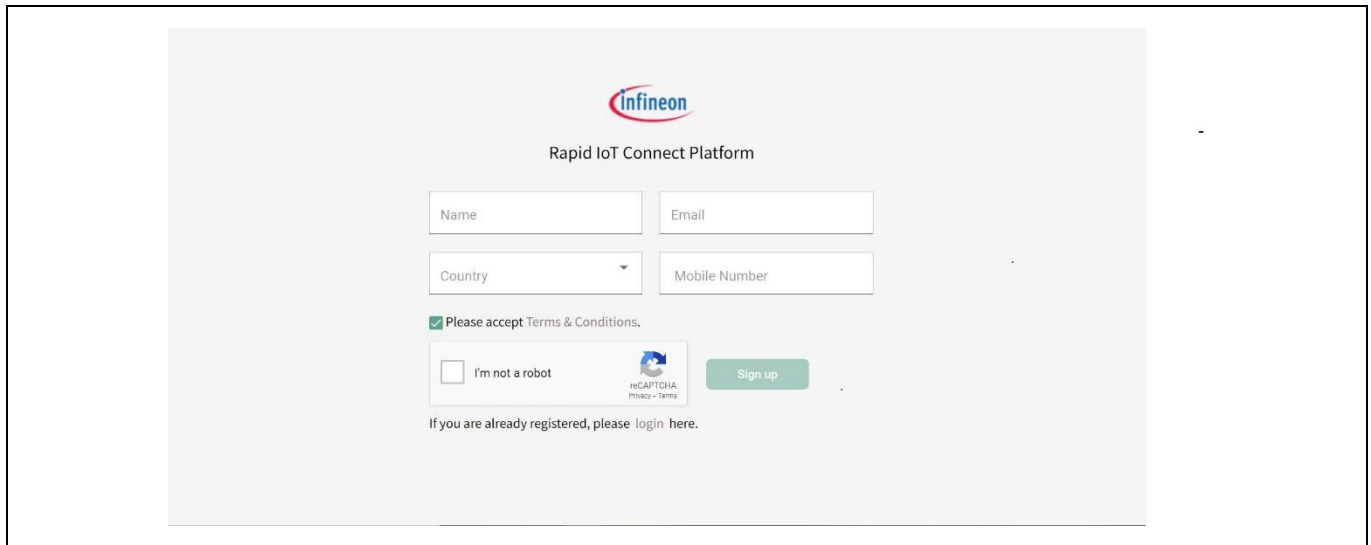 infineon
Rapid IoT Connect Platform
Name Email
Country Mobile Number
Please accept Terms & Conditions.
I'm not a robot
reCAPTCHA
Privacy - Terms
Sign up
If you are already registered, please login here.